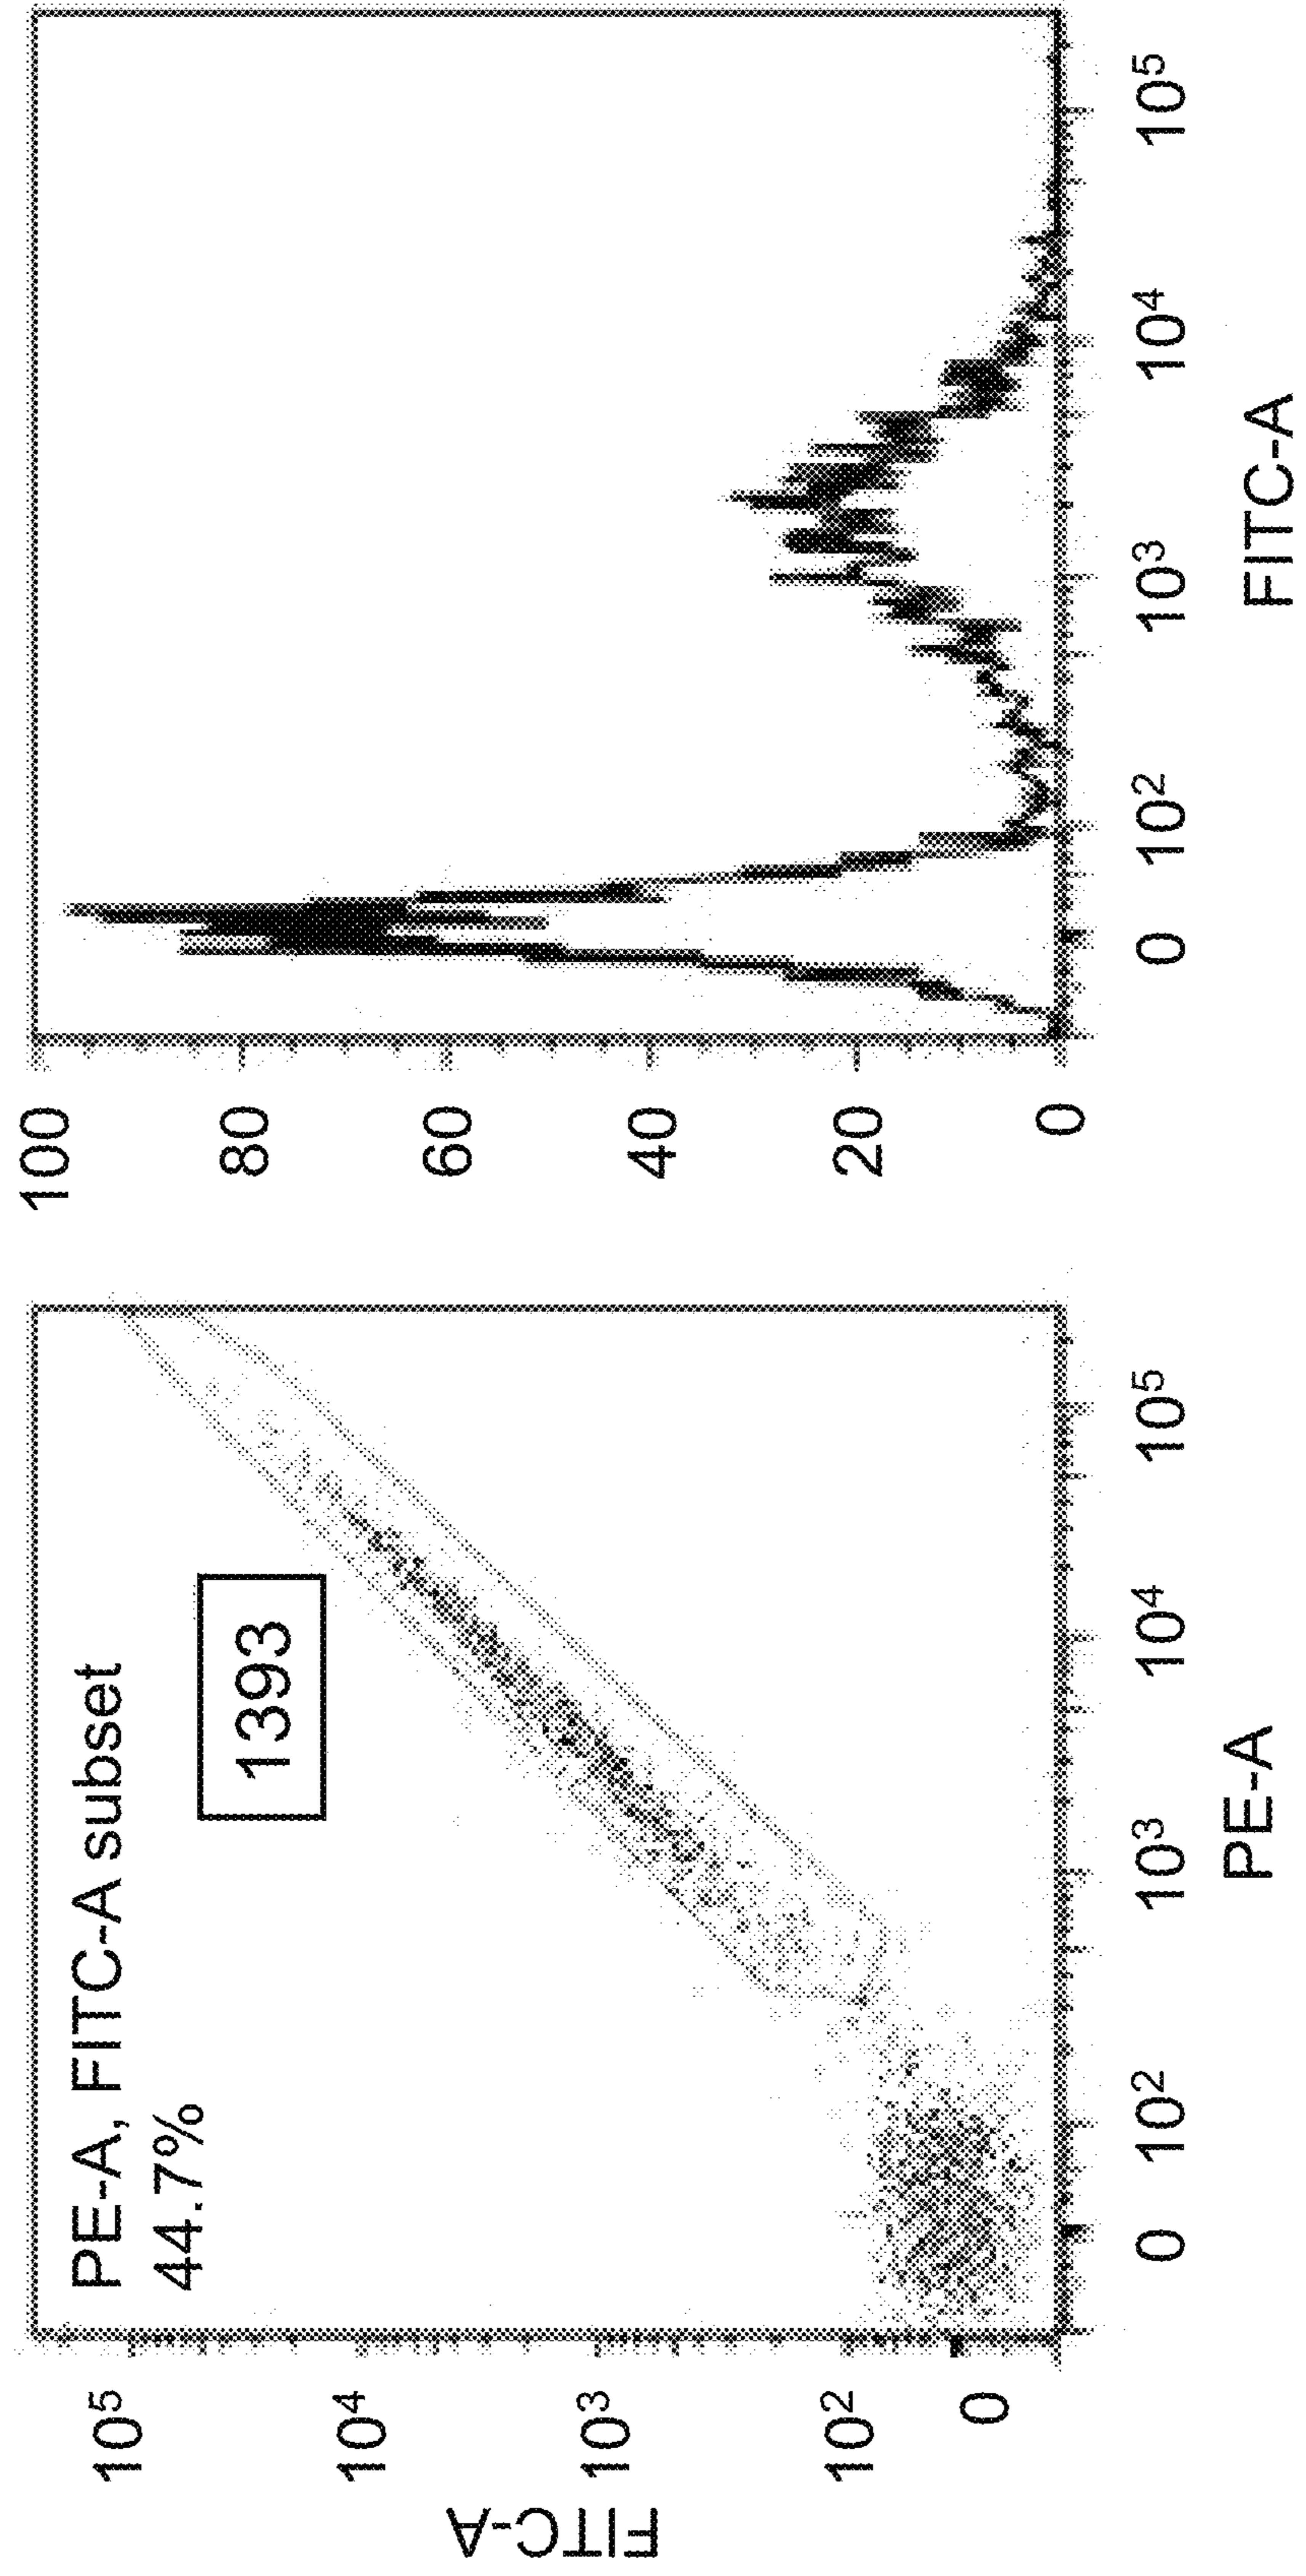 PE-A, FITC-A subset
44.7%
1393
10⁵
10⁴
10³
10²
0
FITC-A
0 10² 10³ 10⁴ 10⁵
PE-A
100
80
60
40
20
0
0 10² 10³ 10⁴ 10⁵
FITC-A